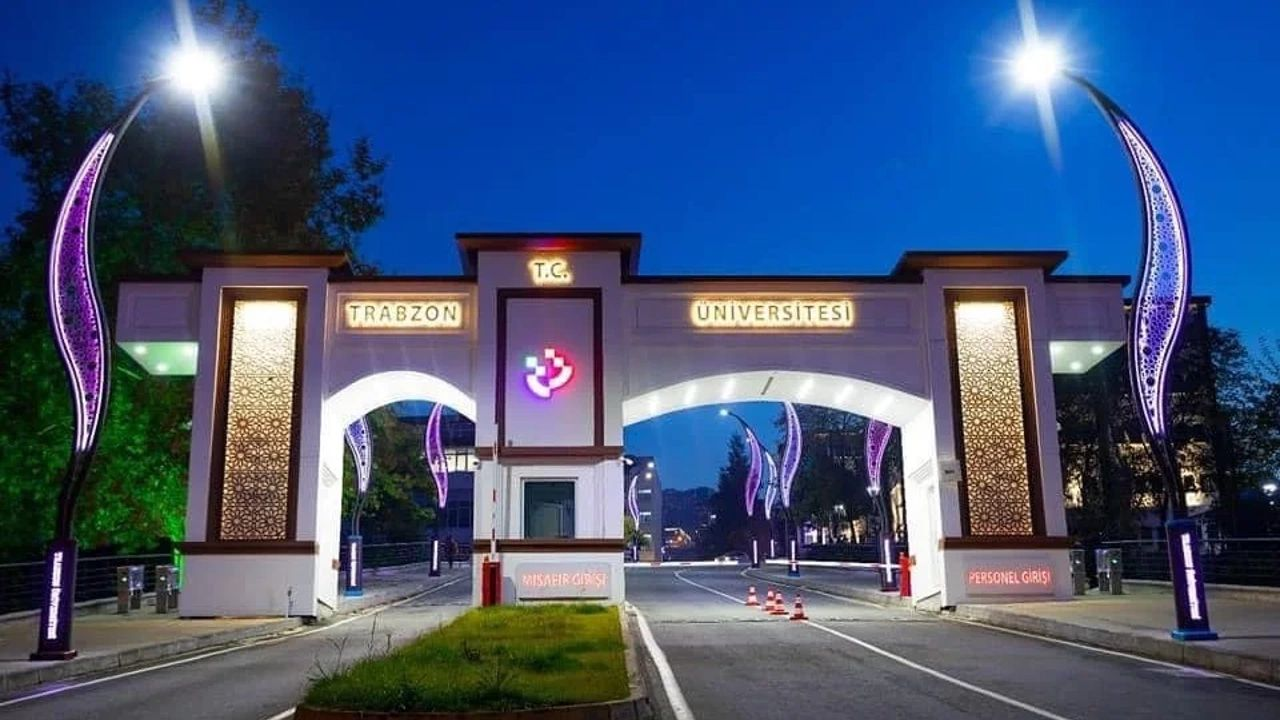 T.C.
TRABZON ÜNİVERSİTESİ
MİSAFİR GİRİŞİ
PERSONEL GİRİŞİ